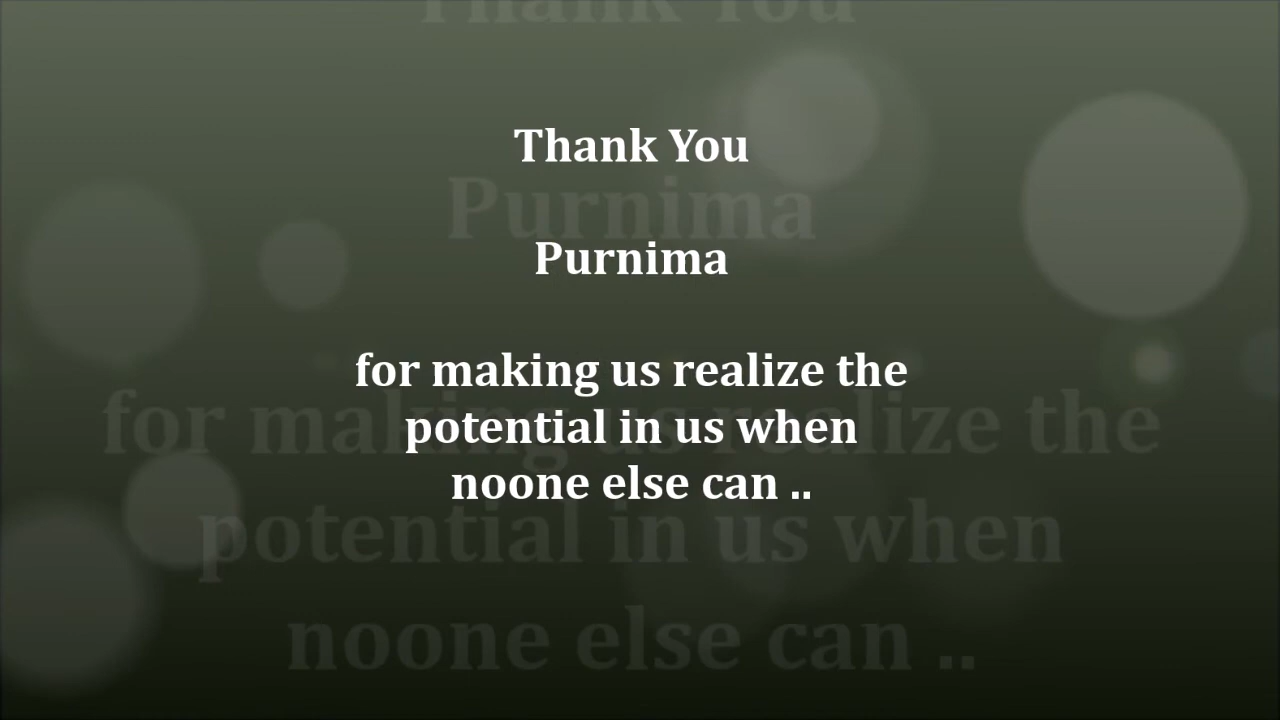 Thank You
Purnima
for making us realize the
potential in us when
noone else can ..